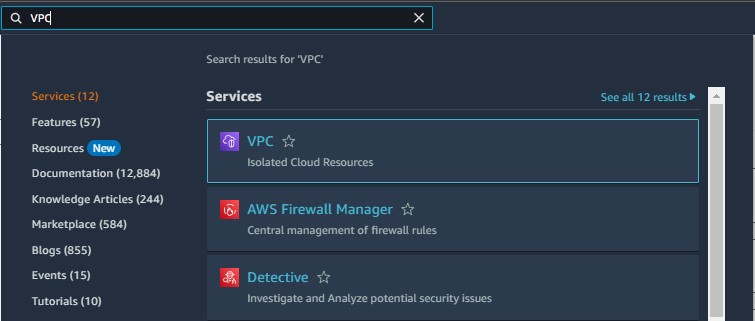 VPC
Search results for 'VPC'
Services (12)
Features (57)
Resources New
Documentation (12,884)
Knowledge Articles (244)
Marketplace (584)
Blogs (855)
Events (15)
Tutorials (10)
Services
See all 12 results
VPC
Isolated Cloud Resources
AWS Firewall Manager
Central management of firewall rules
Detective
Investigate and Analyze potential security issues